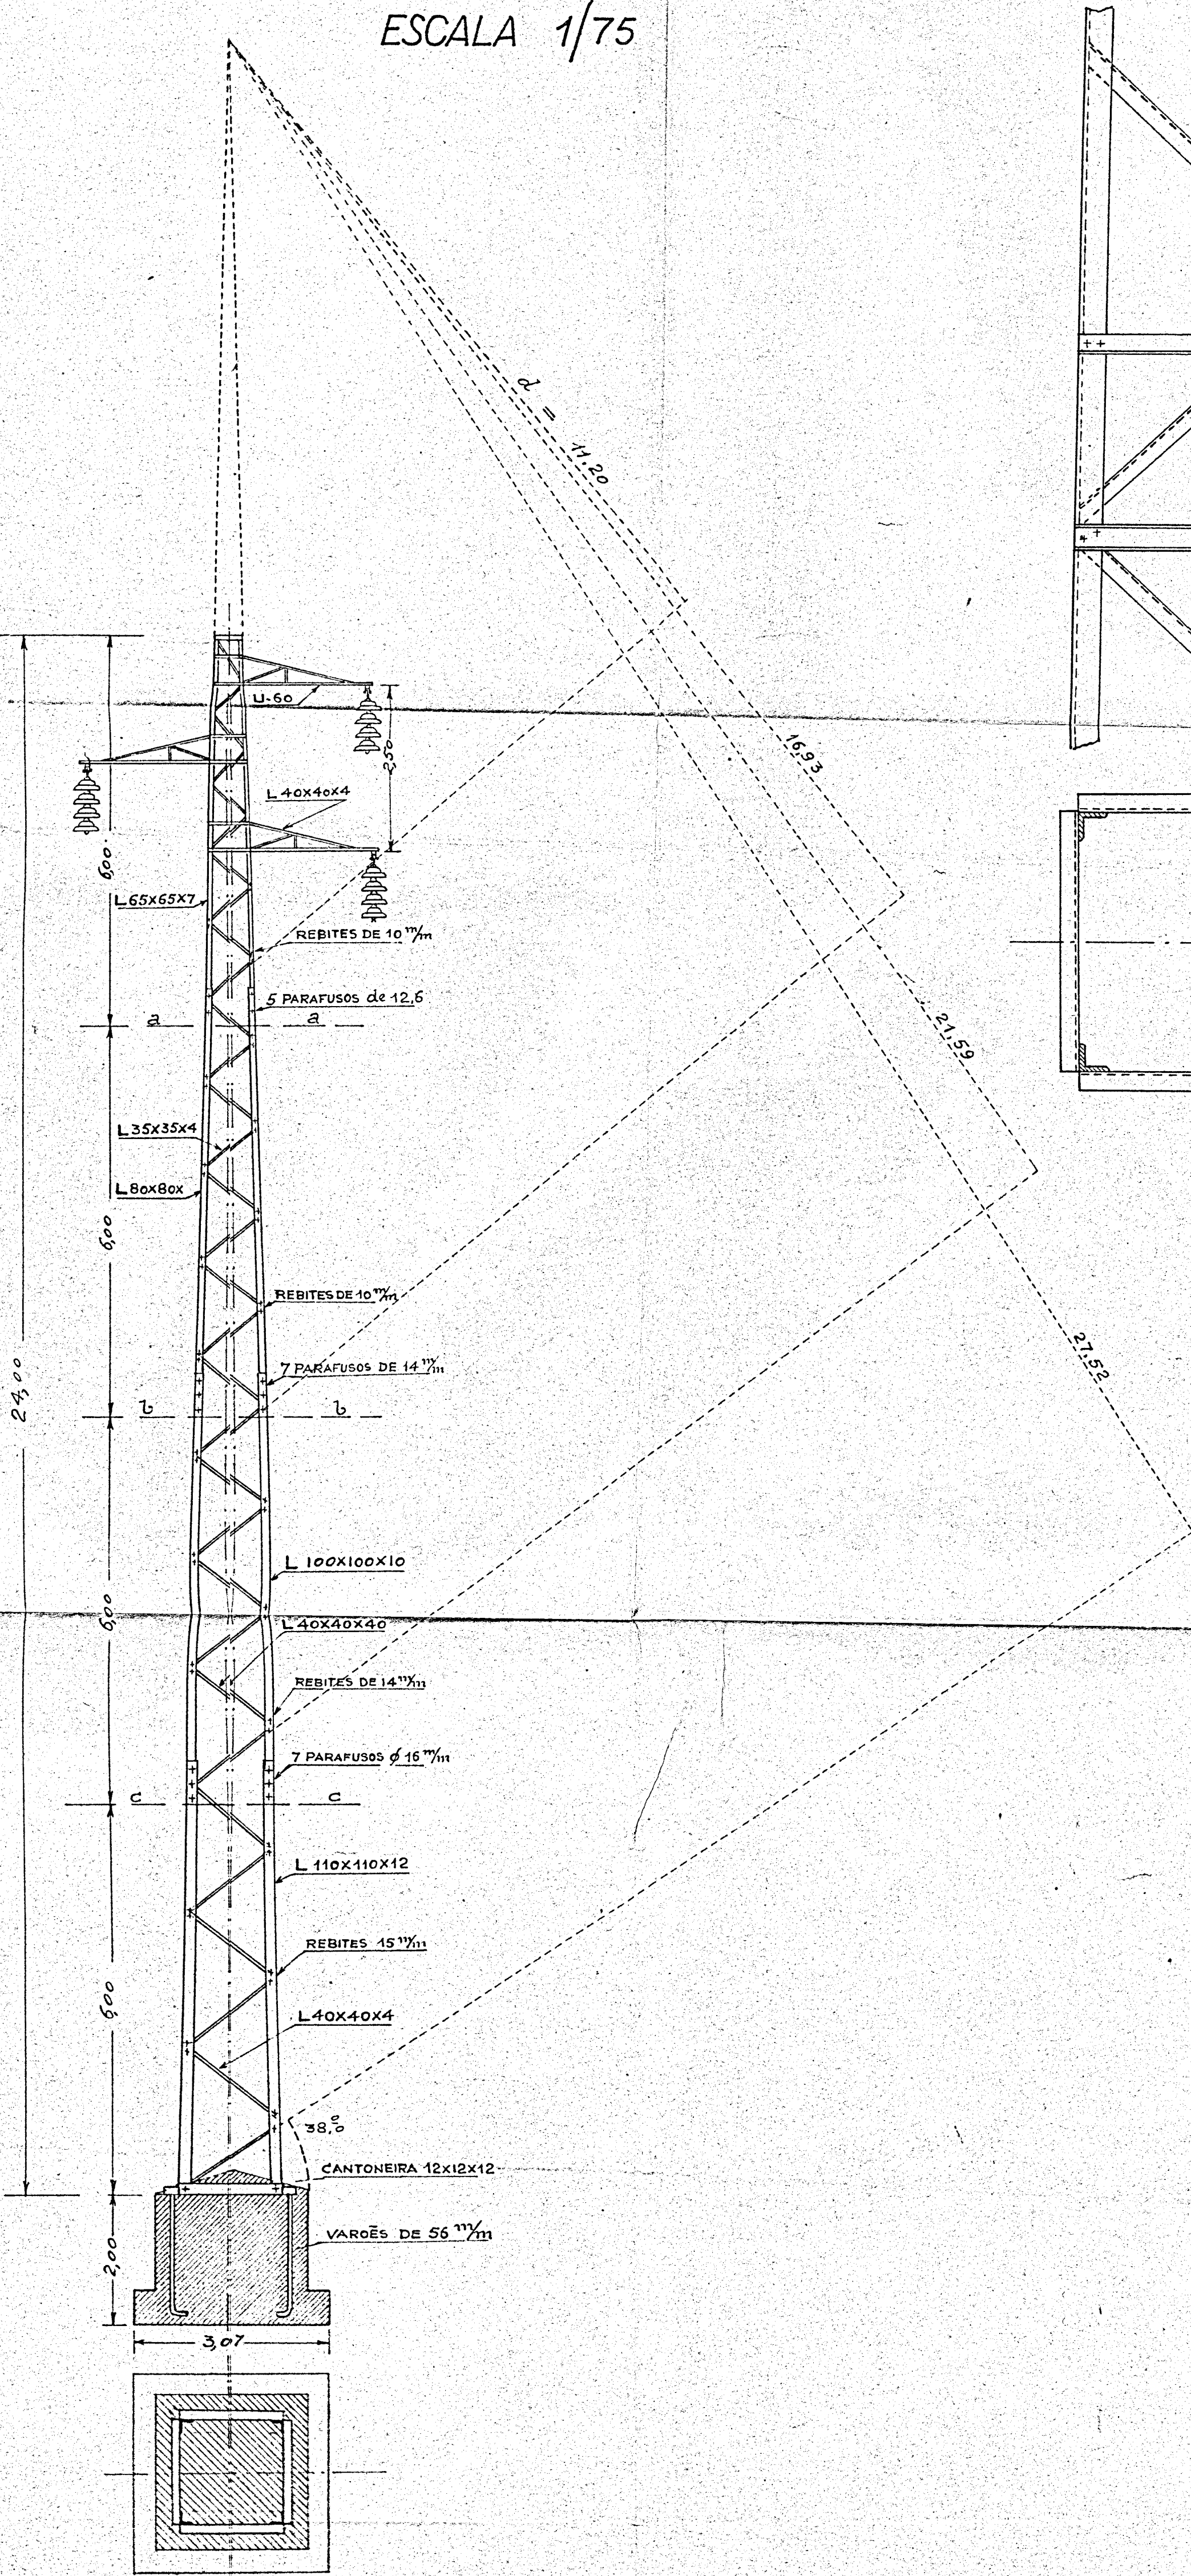 ESCALA 1/75
d = 11,20
U-60
2,50
16,93
L 40X40X4
6,00
L 65X65X7
REBITES DE 10 m/m
5 PARAFUSOS de 12,6
a a
21,59
L 35X35X4
L 80X80X
6,00
REBITES DE 10 m/m
27,52
7 PARAFUSOS DE 14 m/m
24,00
b b
L 100X100X10
6,00
L 40X40X40
REBITES DE 14 m/m
7 PARAFUSOS ϕ 16 m/m
c c
L 110X110X12
REBITES 15 m/m
6,00
L 40X40X4
CANTONEIRA 12X12X12
VAROẼS DE 56 m/m
2,00
3,07